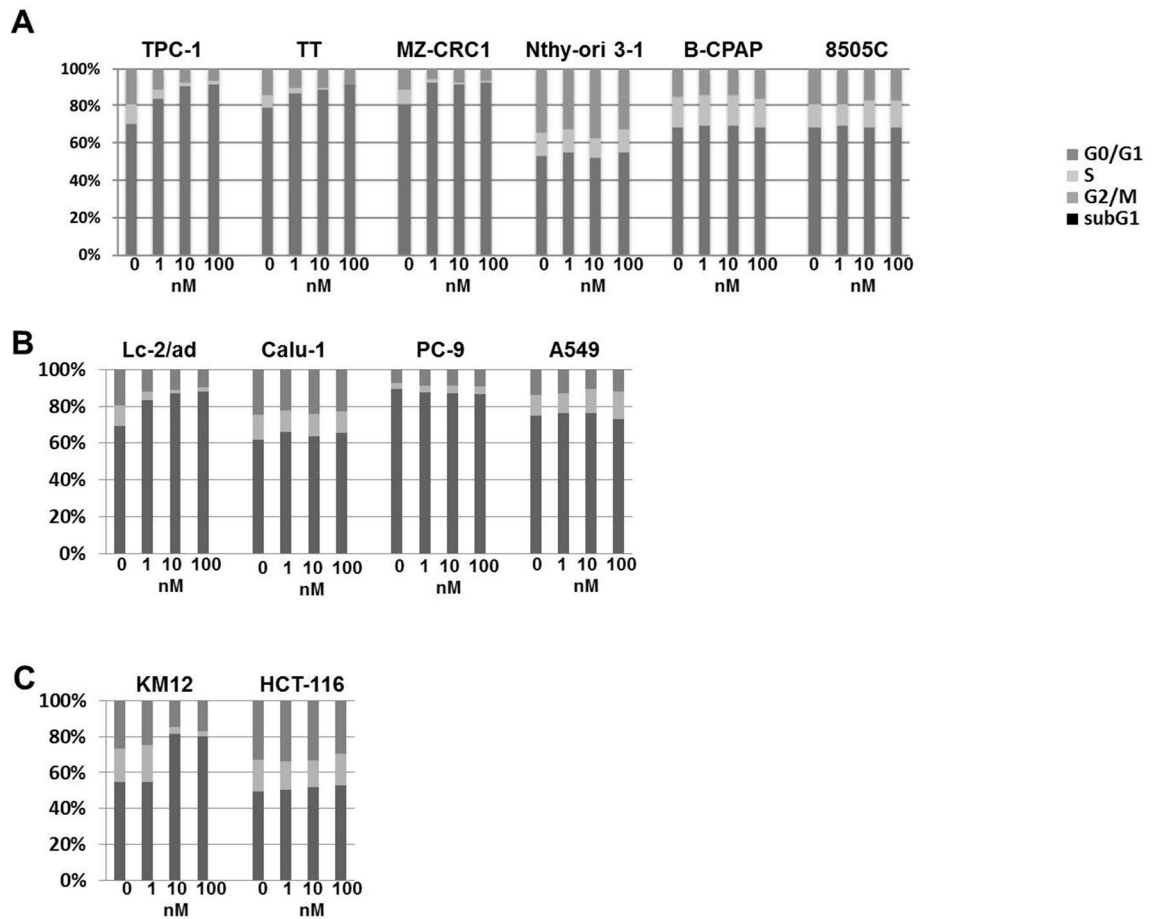 A
TPC-1 TT MZ-CRC1 Nthy-ori 3-1 B-CPAP 8505C
100%
80%
60%
40%
20%
0%
0 1 10 100 0 1 10 100 0 1 10 100 0 1 10 100 0 1 10 100 0 1 10 100
nM nM nM nM nM nM
G0/G1
S
G2/M
subG1
B
Lc-2/ad Calu-1 PC-9 A549
100%
80%
60%
40%
20%
0%
0 1 10 100 0 1 10 100 0 1 10 100 0 1 10 100
nM nM nM nM
C
KM12 HCT-116
100%
80%
60%
40%
20%
0%
0 1 10 100 0 1 10 100
nM nM